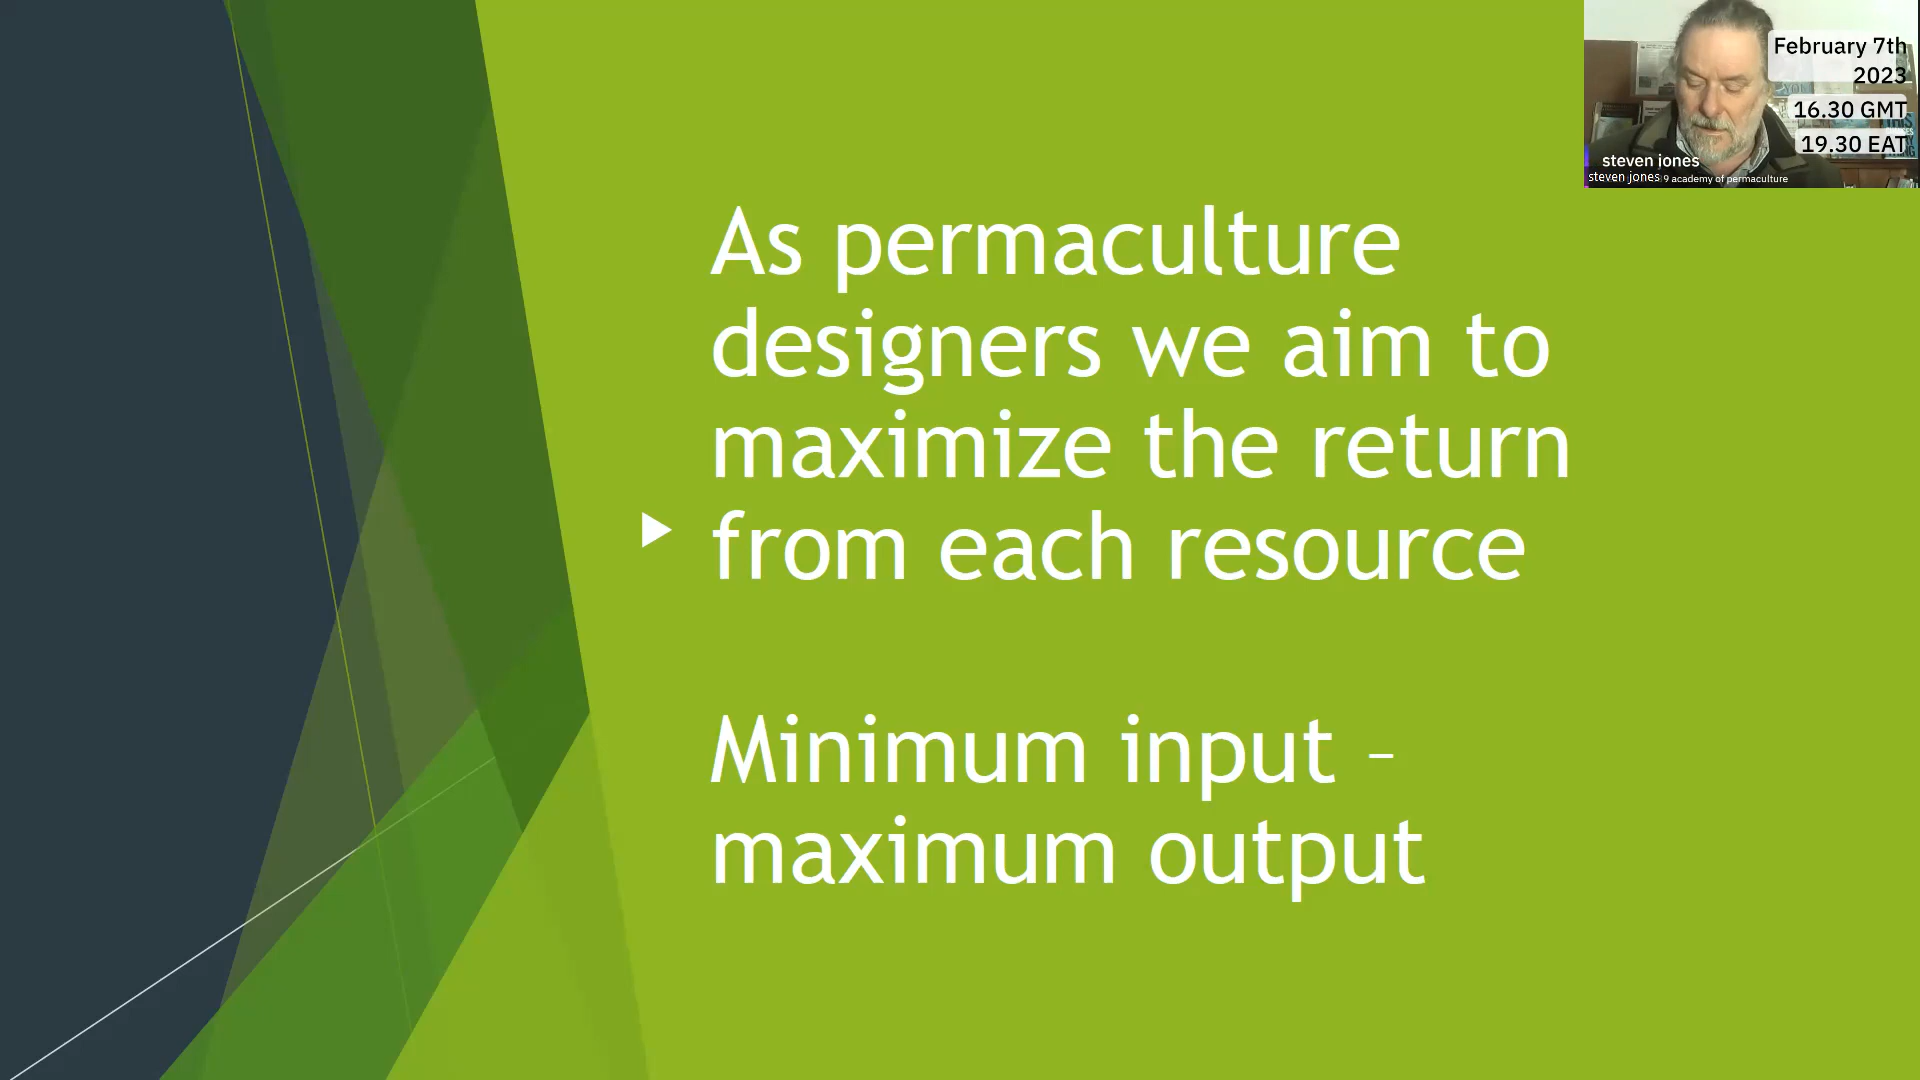 As permaculture
designers we aim to
maximize the return
from each resource
Minimum input –
maximum output
February 7th
2023
16.30 GMT
19.30 EAT
steven jones
steven jones 9 academy of permaculture